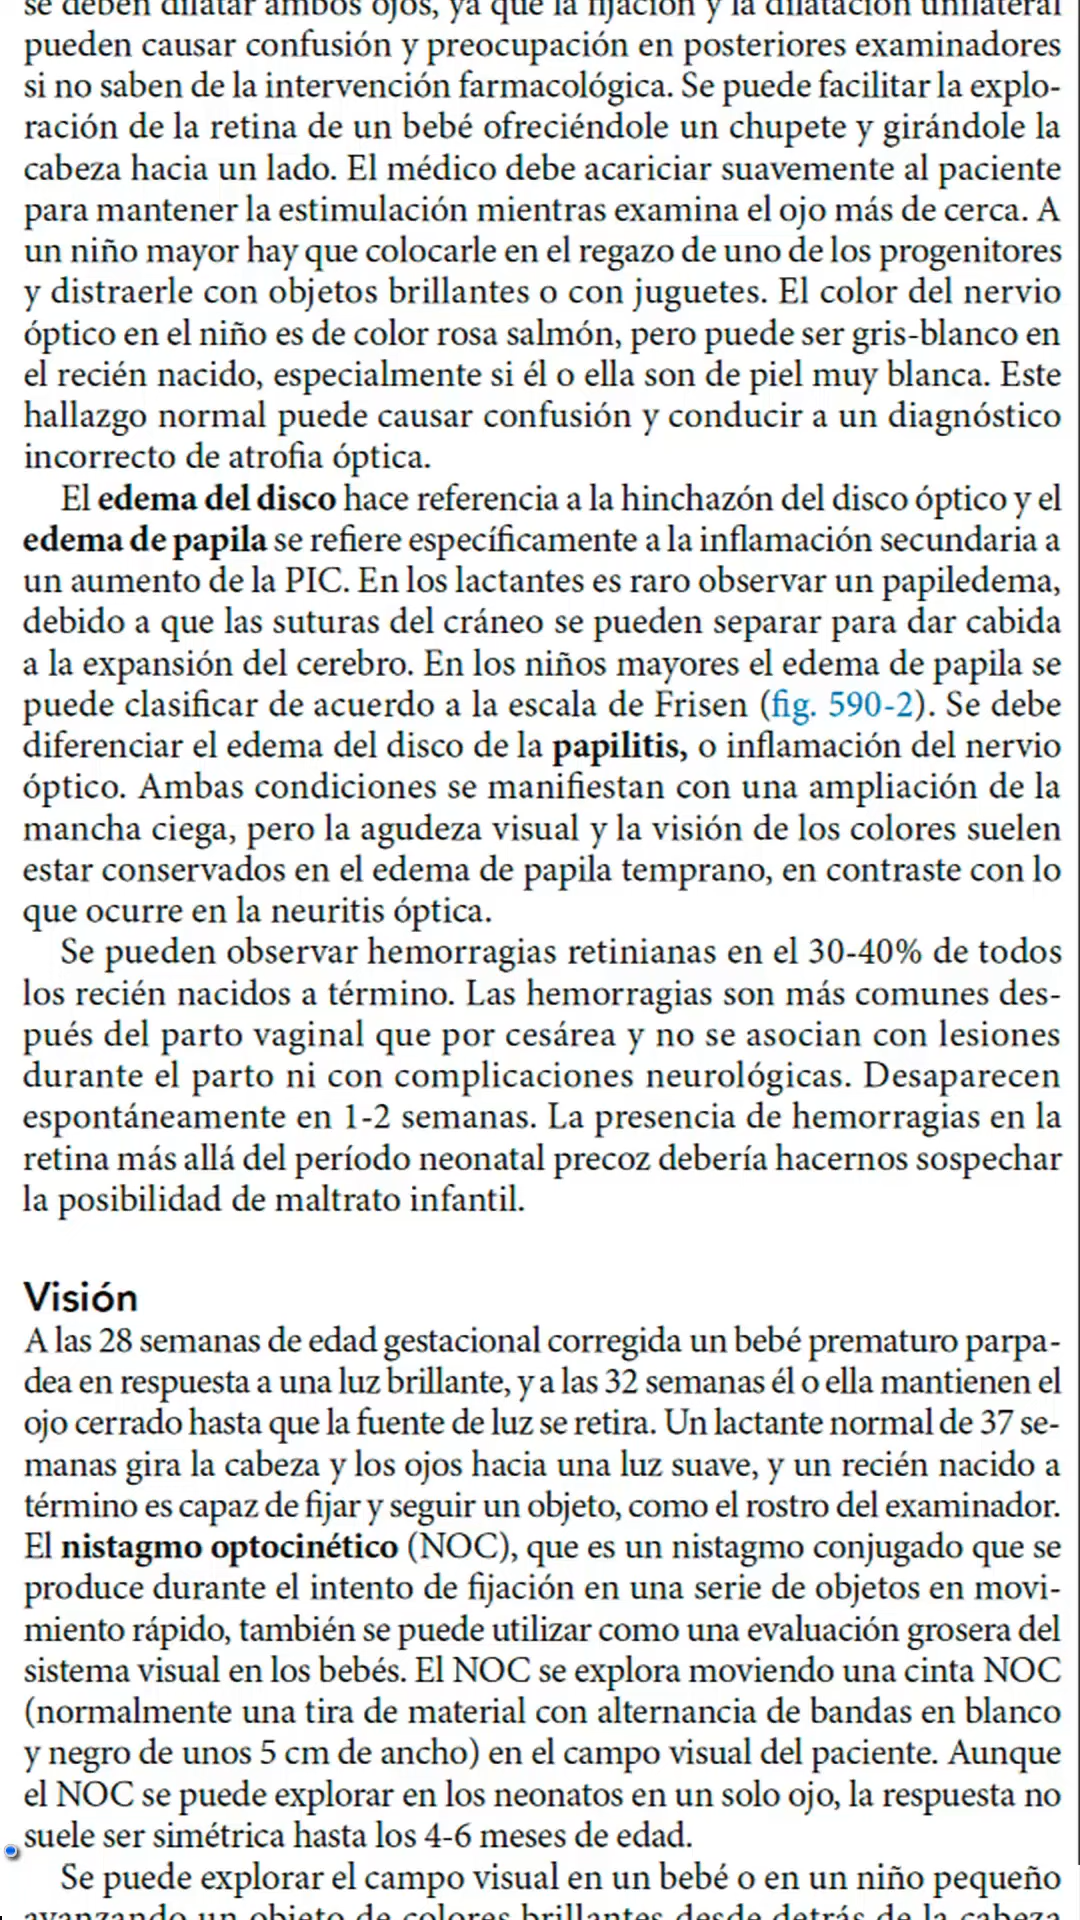 se deben dilatar ambos ojos, ya que la fijación y la dilatación unilateral
pueden causar confusión y preocupación en posteriores examinadores
si no saben de la intervención farmacológica. Se puede facilitar la explo-
ración de la retina de un bebé ofreciéndole un chupete y girándole la
cabeza hacia un lado. El médico debe acariciar suavemente al paciente
para mantener la estimulación mientras examina el ojo más de cerca. A
un niño mayor hay que colocarle en el regazo de uno de los progenitores
y distraerle con objetos brillantes o con juguetes. El color del nervio
óptico en el niño es de color rosa salmón, pero puede ser gris-blanco en
el recién nacido, especialmente si él o ella son de piel muy blanca. Este
hallazgo normal puede causar confusión y conducir a un diagnóstico
incorrecto de atrofia óptica.
El edema del disco hace referencia a la hinchazón del disco óptico y el
edema de papila se refiere específicamente a la inflamación secundaria a
un aumento de la PIC. En los lactantes es raro observar un papiledema,
debido a que las suturas del cráneo se pueden separar para dar cabida
a la expansión del cerebro. En los niños mayores el edema de papila se
puede clasificar de acuerdo a la escala de Frisen (fig. 590-2). Se debe
diferenciar el edema del disco de la papilitis, o inflamación del nervio
óptico. Ambas condiciones se manifiestan con una ampliación de la
mancha ciega, pero la agudeza visual y la visión de los colores suelen
estar conservados en el edema de papila temprano, en contraste con lo
que ocurre en la neuritis óptica.
Se pueden observar hemorragias retinianas en el 30-40% de todos
los recién nacidos a término. Las hemorragias son más comunes des-
pués del parto vaginal que por cesárea y no se asocian con lesiones
durante el parto ni con complicaciones neurológicas. Desaparecen
espontáneamente en 1-2 semanas. La presencia de hemorragias en la
retina más allá del período neonatal precoz debería hacernos sospechar
la posibilidad de maltrato infantil.
Visión
A las 28 semanas de edad gestacional corregida un bebé prematuro parpa-
dea en respuesta a una luz brillante, y a las 32 semanas él o ella mantienen el
ojo cerrado hasta que la fuente de luz se retira. Un lactante normal de 37 se-
manas gira la cabeza y los ojos hacia una luz suave, y un recién nacido a
término es capaz de fijar y seguir un objeto, como el rostro del examinador.
El nistagmo optocinético (NOC), que es un nistagmo conjugado que se
produce durante el intento de fijación en una serie de objetos en movi-
miento rápido, también se puede utilizar como una evaluación grosera del
sistema visual en los bebés. El NOC se explora moviendo una cinta NOC
(normalmente una tira de material con alternancia de bandas en blanco
y negro de unos 5 cm de ancho) en el campo visual del paciente. Aunque
el NOC se puede explorar en los neonatos en un solo ojo, la respuesta no
suele ser simétrica hasta los 4-6 meses de edad.
Se puede explorar el campo visual en un bebé o en un niño pequeño
avanzando un objeto de colores brillantes desde detrás de la cabeza